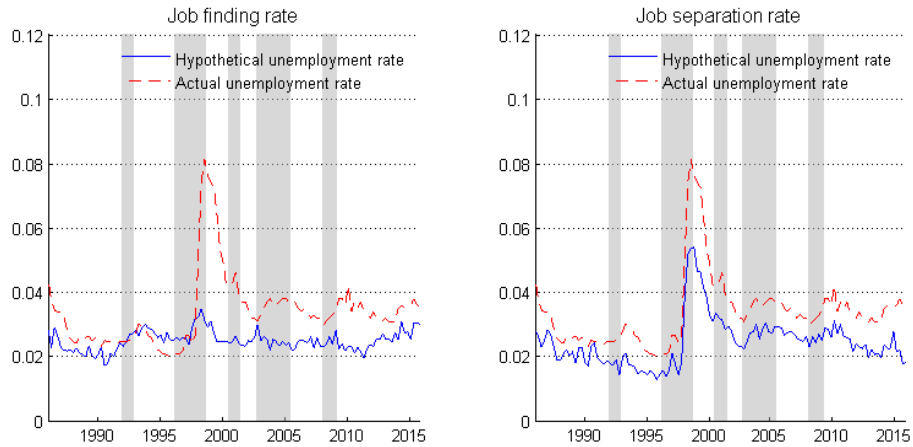 Job finding rate
0.12
0.1
0.08
0.06
0.04
0.02
0
Hypothetical unemployment rate
Actual unemployment rate
1990 1995 2000 2005 2010 2015
Job separation rate
0.12
0.1
0.08
0.06
0.04
0.02
0
Hypothetical unemployment rate
Actual unemployment rate
1990 1995 2000 2005 2010 2015